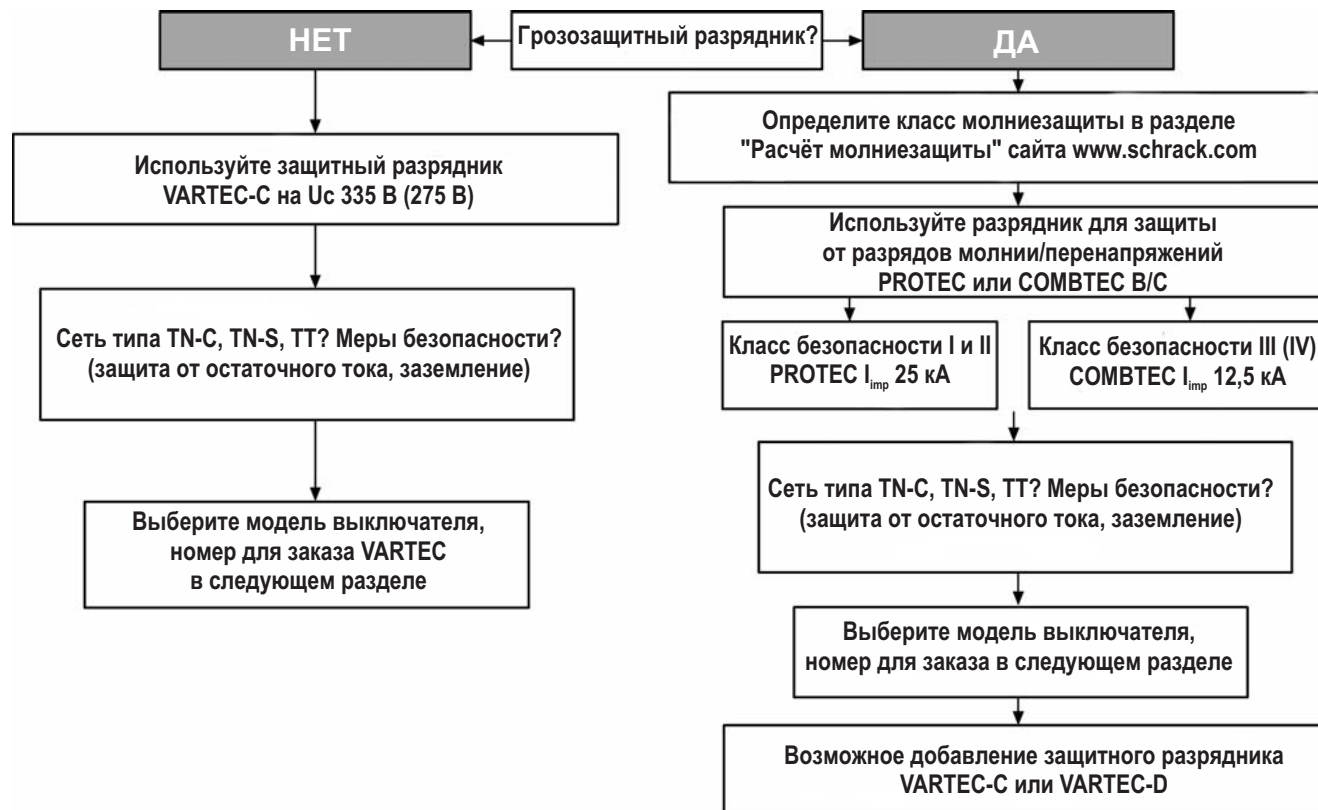 НЕТ
Грозозащитный разрядник?
ДА
Используйте защитный разрядник
VARTEC-C на Uc 335 В (275 В)
Сеть типа TN-C, TN-S, TT? Меры безопасности?
(защита от остаточного тока, заземление)
Выберите модель выключателя,
номер для заказа VARTEC
в следующем разделе
Определите класс молниезащиты в разделе
"Расчёт молниезащиты" сайта www.schrack.com
Используйте разрядник для защиты
от разрядов молнии/перенапряжений
PROTEC или COMBTEC B/C
Класс безопасности I и II
PROTEC I_imp 25 кА
Класс безопасности III (IV)
COMBTEC I_imp 12,5 кА
Сеть типа TN-C, TN-S, TT? Меры безопасности?
(защита от остаточного тока, заземление)
Выберите модель выключателя,
номер для заказа в следующем разделе
Возможное добавление защитного разрядника
VARTEC-C или VARTEC-D